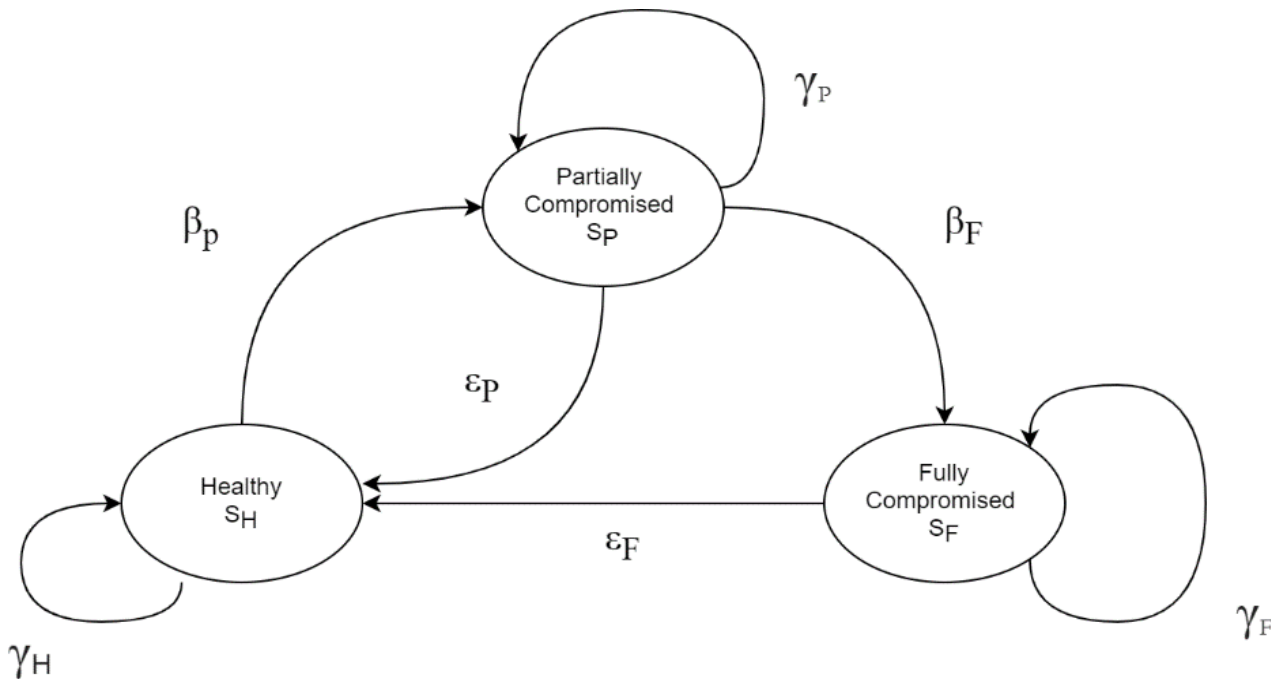 γP
Partially
Compromised
SP
βp
βF
εP
Healthy
SH
Fully
Compromised
SF
εF
γF
γH